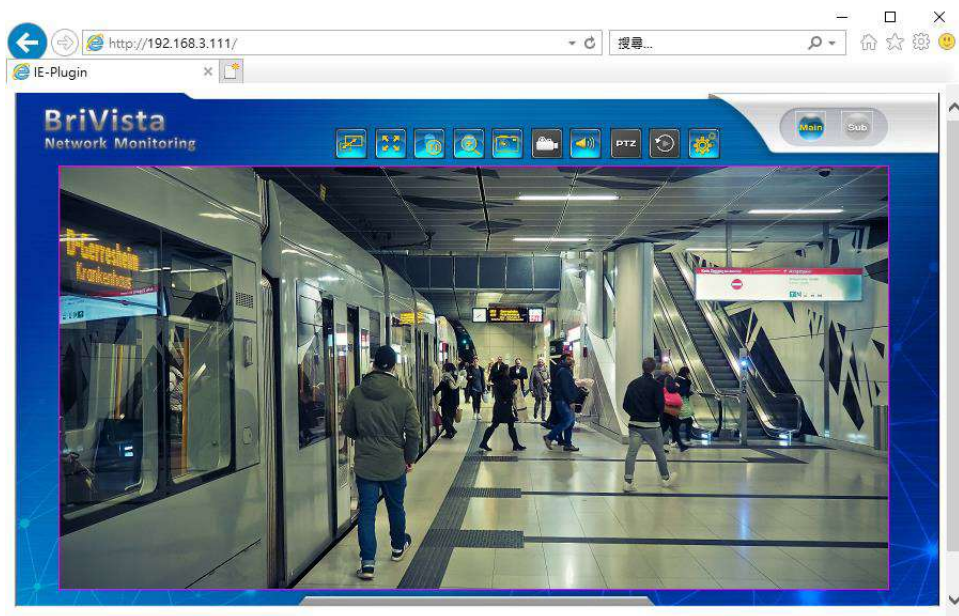 http://192.168.3.111/
搜尋...
IE-Plugin
BriVista
Network Monitoring
PTZ
Main
Sub
D-Gerresheim
Krankenhaus